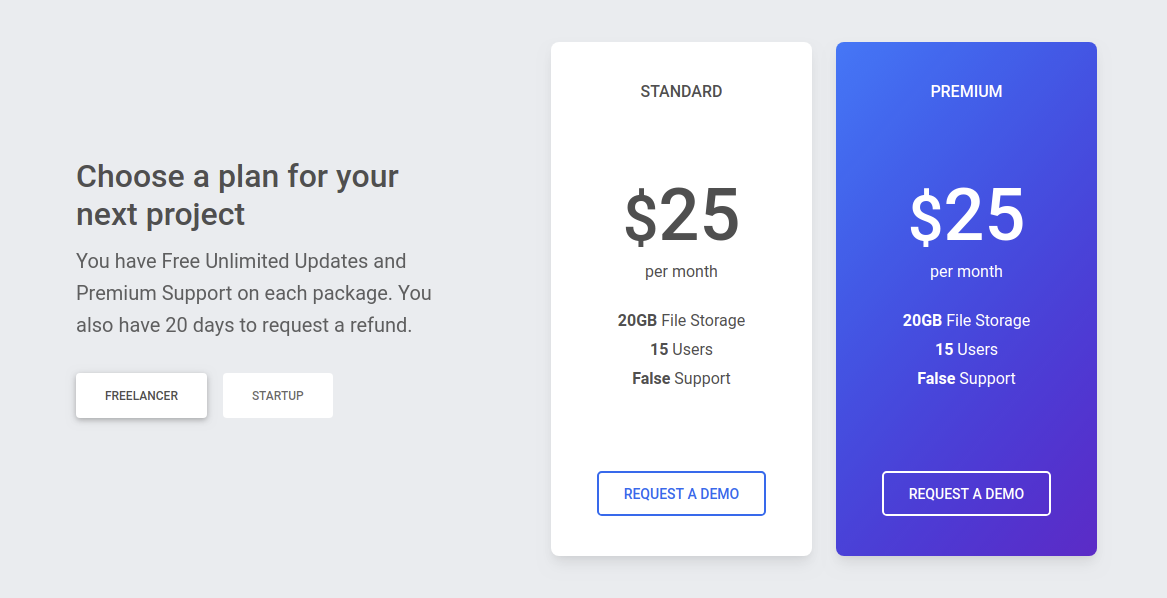 Choose a plan for your
next project
You have Free Unlimited Updates and
Premium Support on each package. You
also have 20 days to request a refund.
FREELANCER
STARTUP
STANDARD
$25
per month
20GB File Storage
15 Users
False Support
REQUEST A DEMO
PREMIUM
$25
per month
20GB File Storage
15 Users
False Support
REQUEST A DEMO